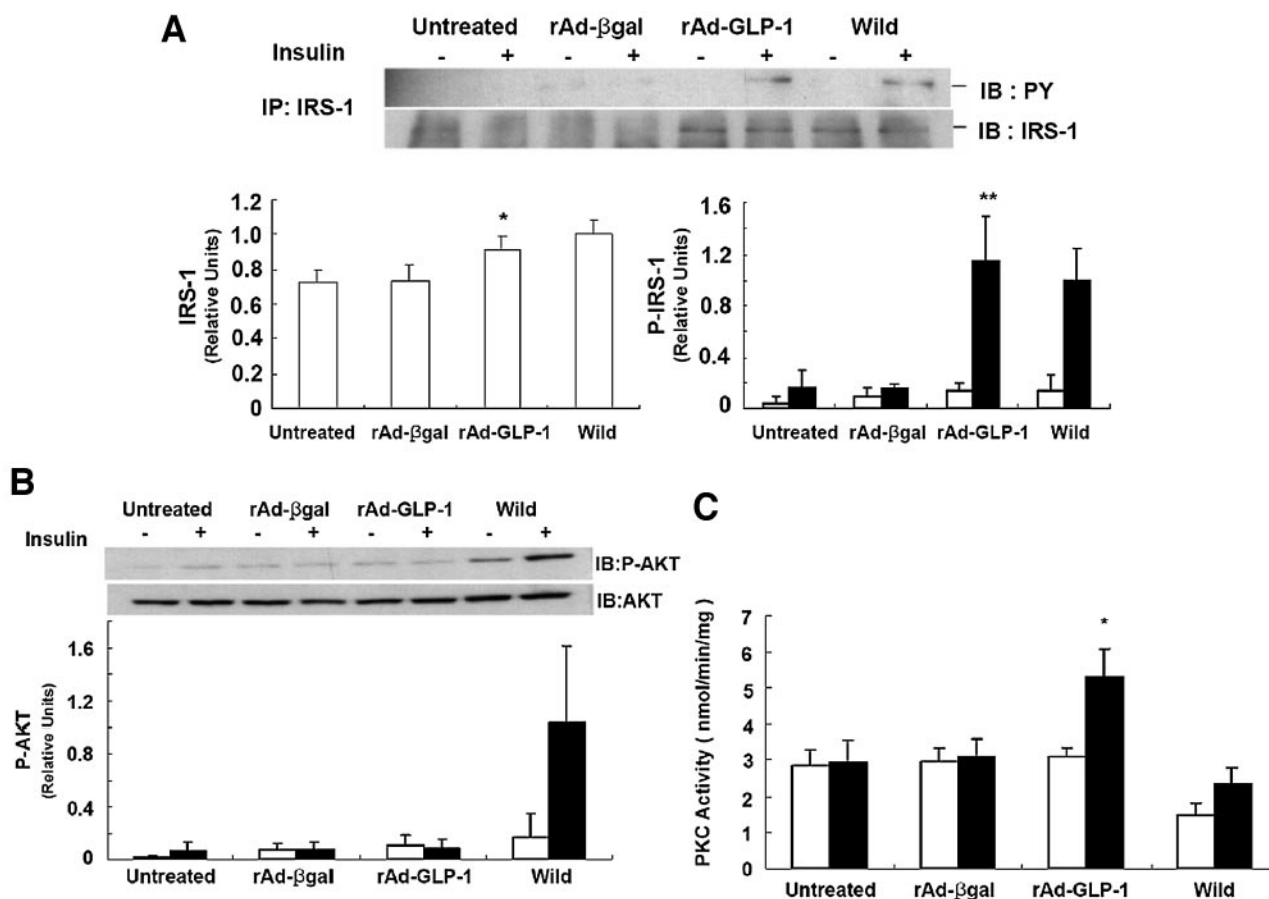 A
Untreated rAd-βgal rAd-GLP-1 Wild
Insulin - + - + - + - +
IP: IRS-1
IB : PY
IB : IRS-1
IRS-1
(Relative Units)
1.2
1.0
0.8
0.6
0.4
0.2
0
*
Untreated rAd-βgal rAd-GLP-1 Wild
P-IRS-1
(Relative Units)
1.6
1.2
0.8
0.4
0
**
Untreated rAd-βgal rAd-GLP-1 Wild
B
Untreated rAd-βgal rAd-GLP-1 Wild
Insulin - + - + - + - +
IB:P-AKT
IB:AKT
P-AKT
(Relative Units)
1.6
1.2
0.8
0.4
0
Untreated rAd-βgal rAd-GLP-1 Wild
C
PKC Activity ( nmol/min/mg )
7
6
5
4
3
2
1
0
*
Untreated rAd-βgal rAd-GLP-1 Wild